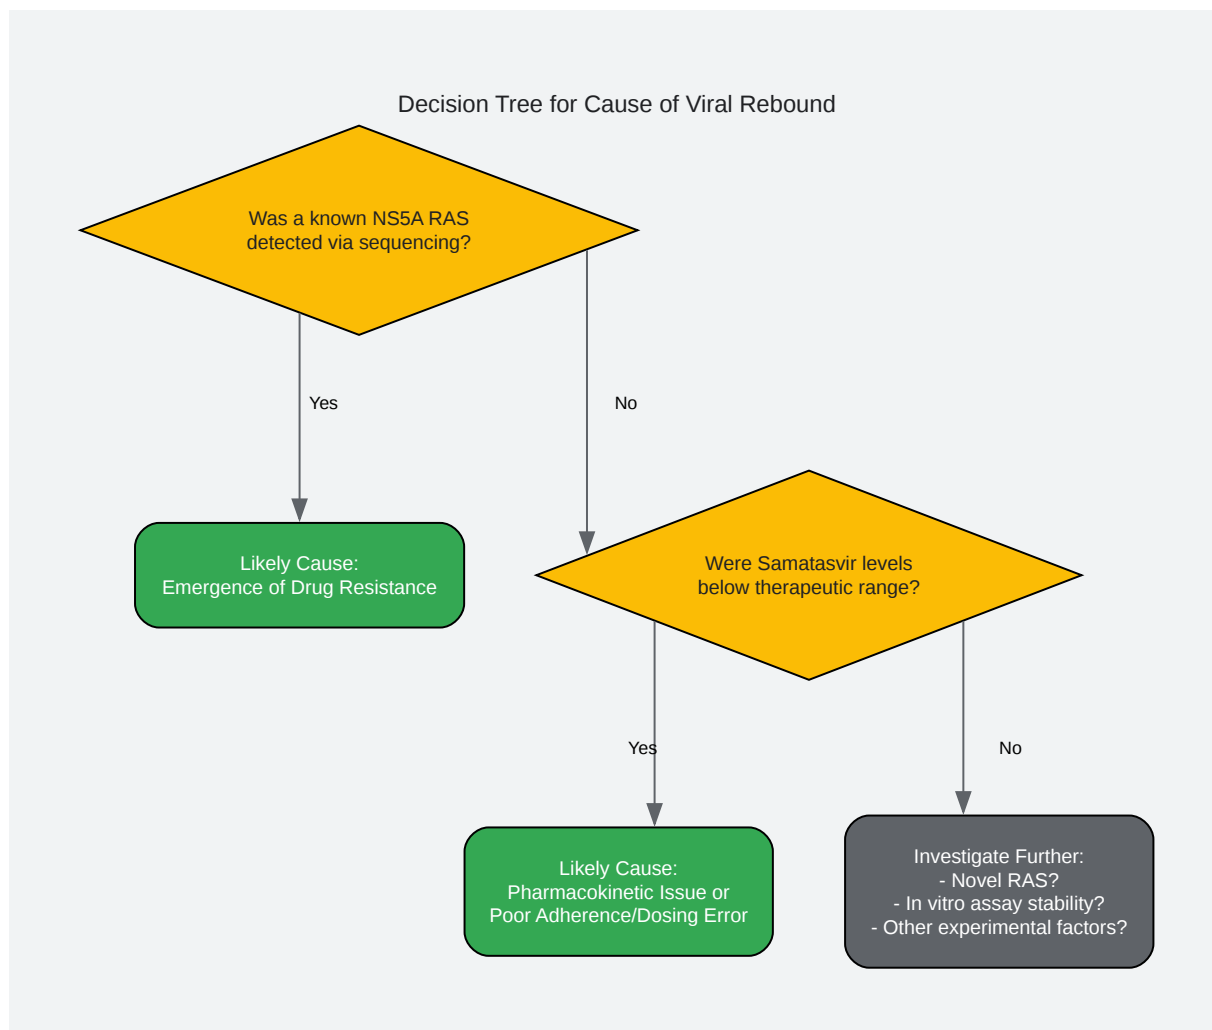 Decision Tree for Cause of Viral Rebound
Was a known NS5A RAS
detected via sequencing?
Yes
No
Likely Cause:
Emergence of Drug Resistance
Were Samatasvir levels
below therapeutic range?
Yes
No
Likely Cause:
Pharmacokinetic Issue or
Poor Adherence/Dosing Error
Investigate Further:
- Novel RAS?
- In vitro assay stability?
- Other experimental factors?